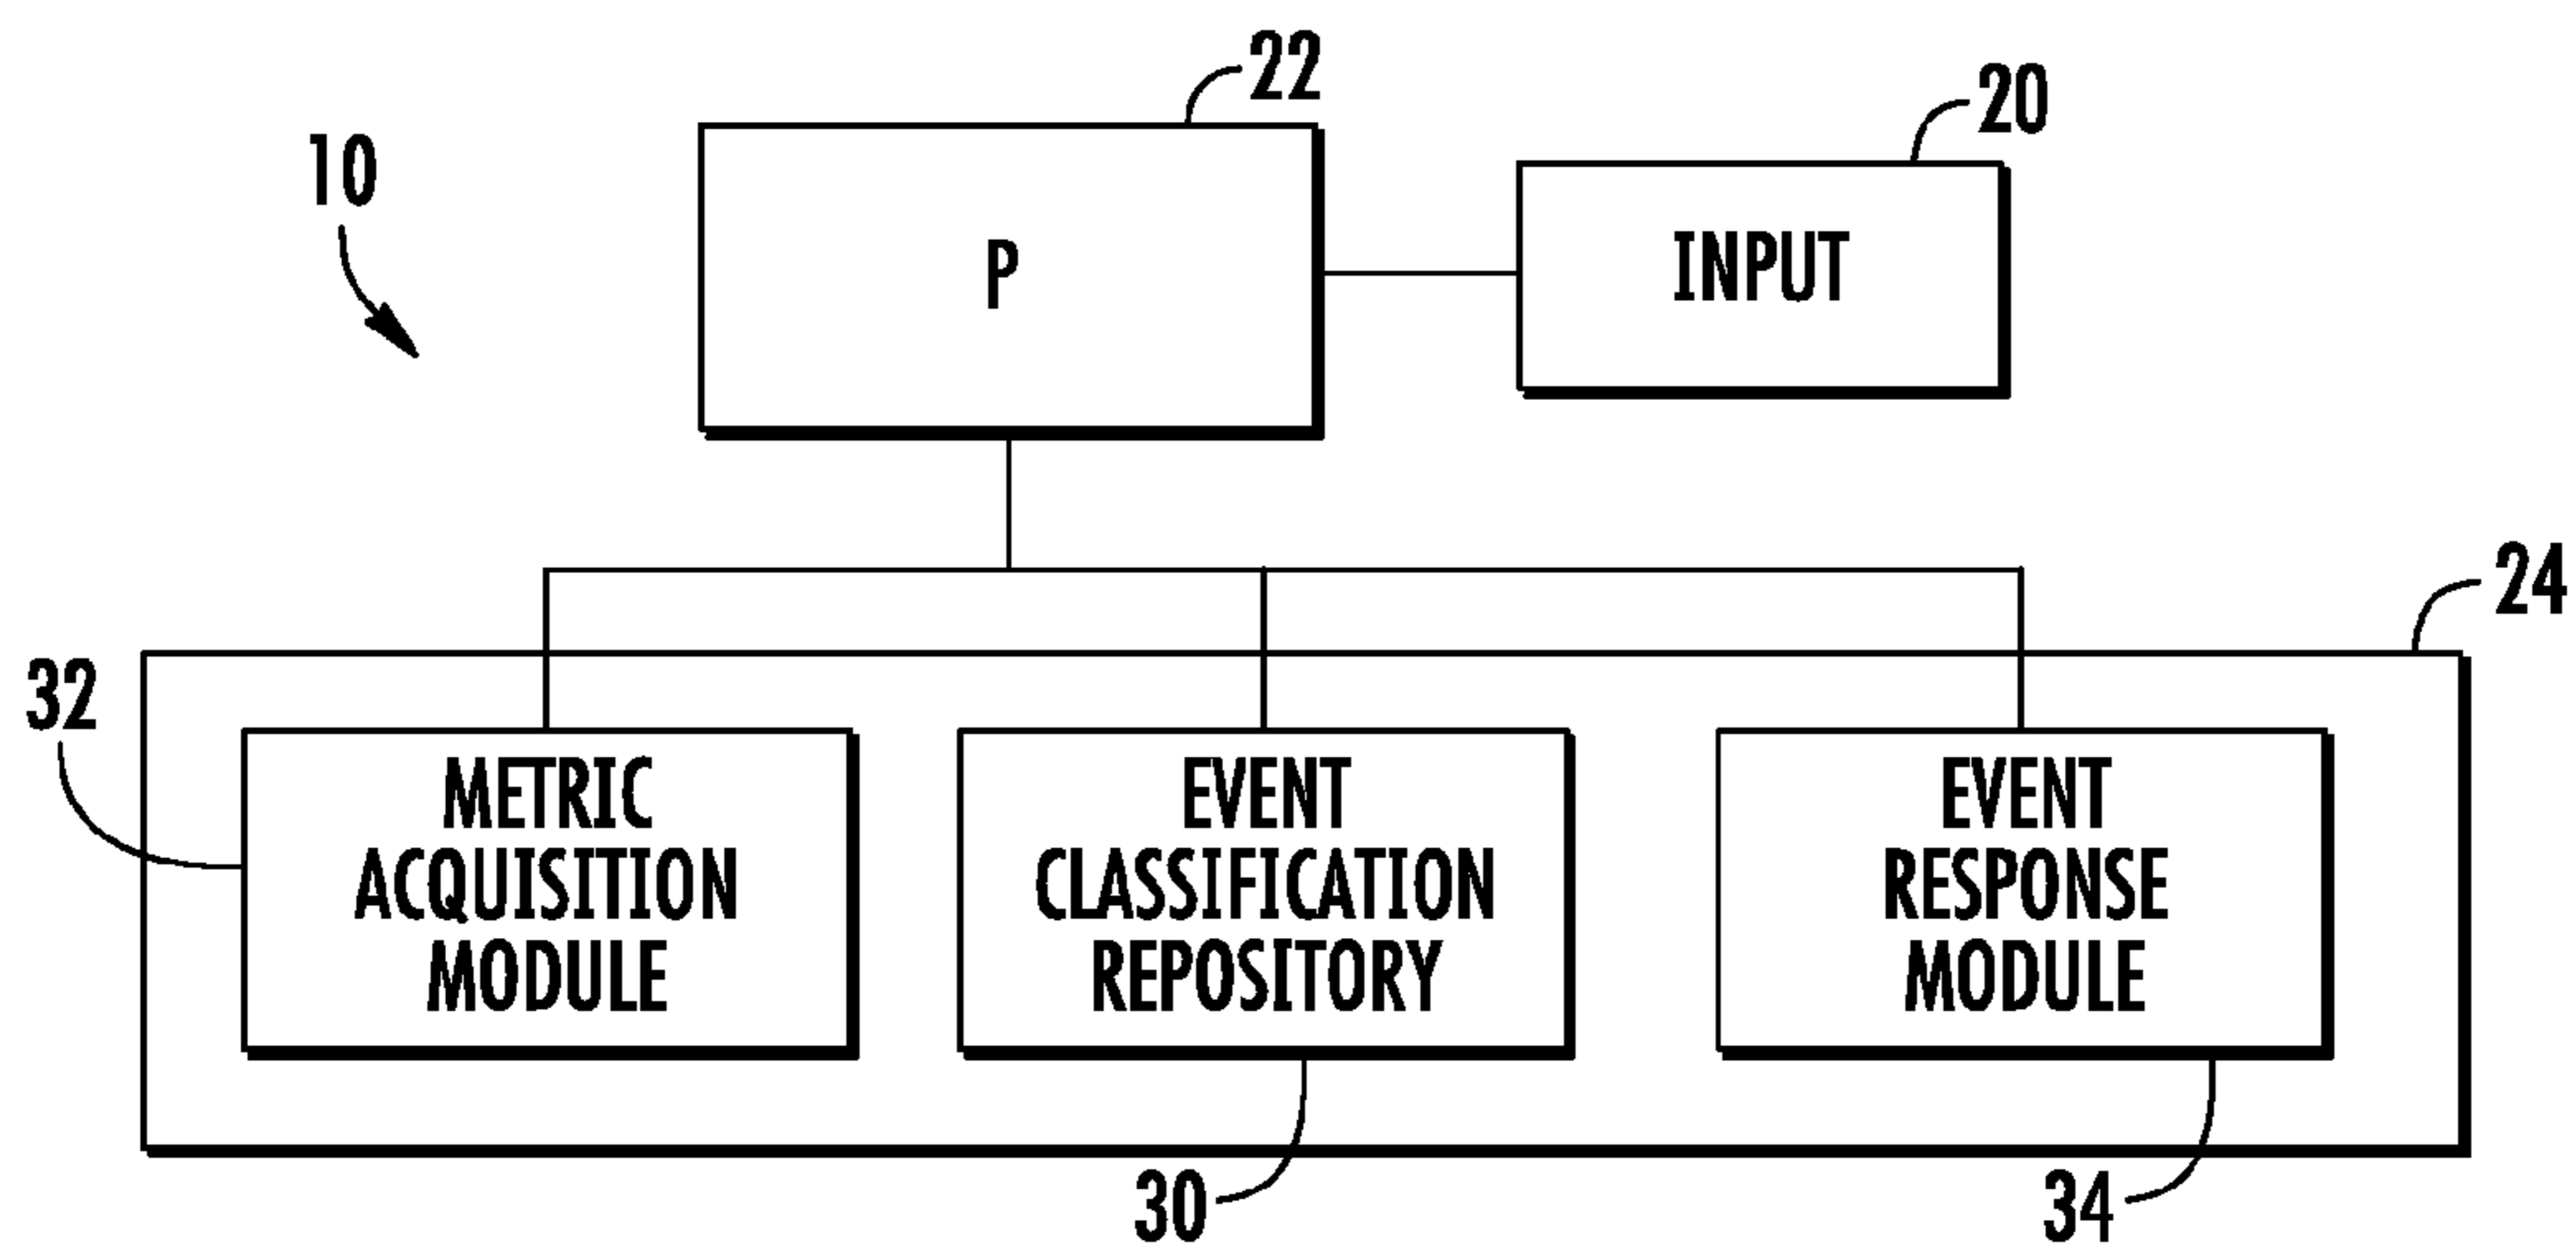 22
20
10
P
INPUT
24
32
METRIC
ACQUISITION
MODULE
EVENT
CLASSIFICATION
REPOSITORY
EVENT
RESPONSE
MODULE
30
34